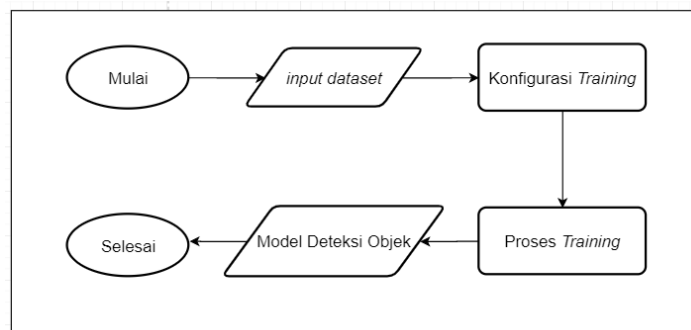 Mulai
input dataset
Konfigurasi Training
Proses Training
Model Deteksi Objek
Selesai